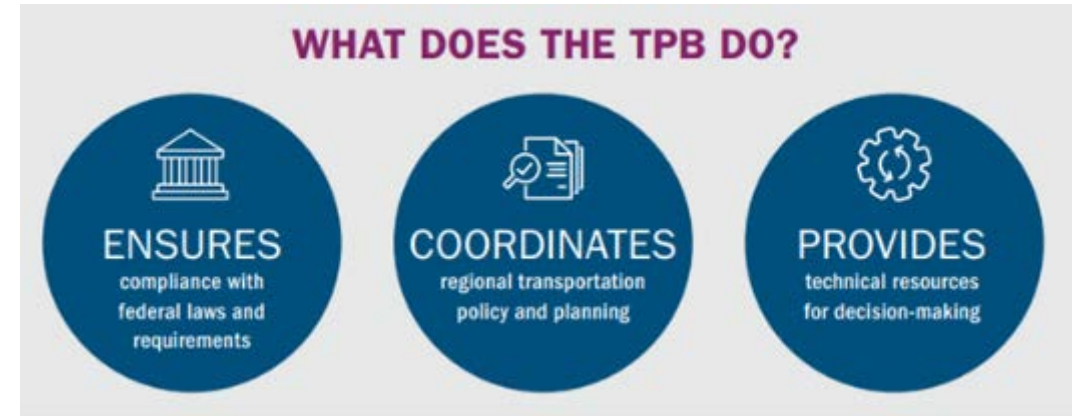 WHAT DOES THE TPB DO?
ENSURES
compliance with
federal laws and
requirements
COORDINATES
regional transportation
policy and planning
PROVIDES
technical resources
for decision-making